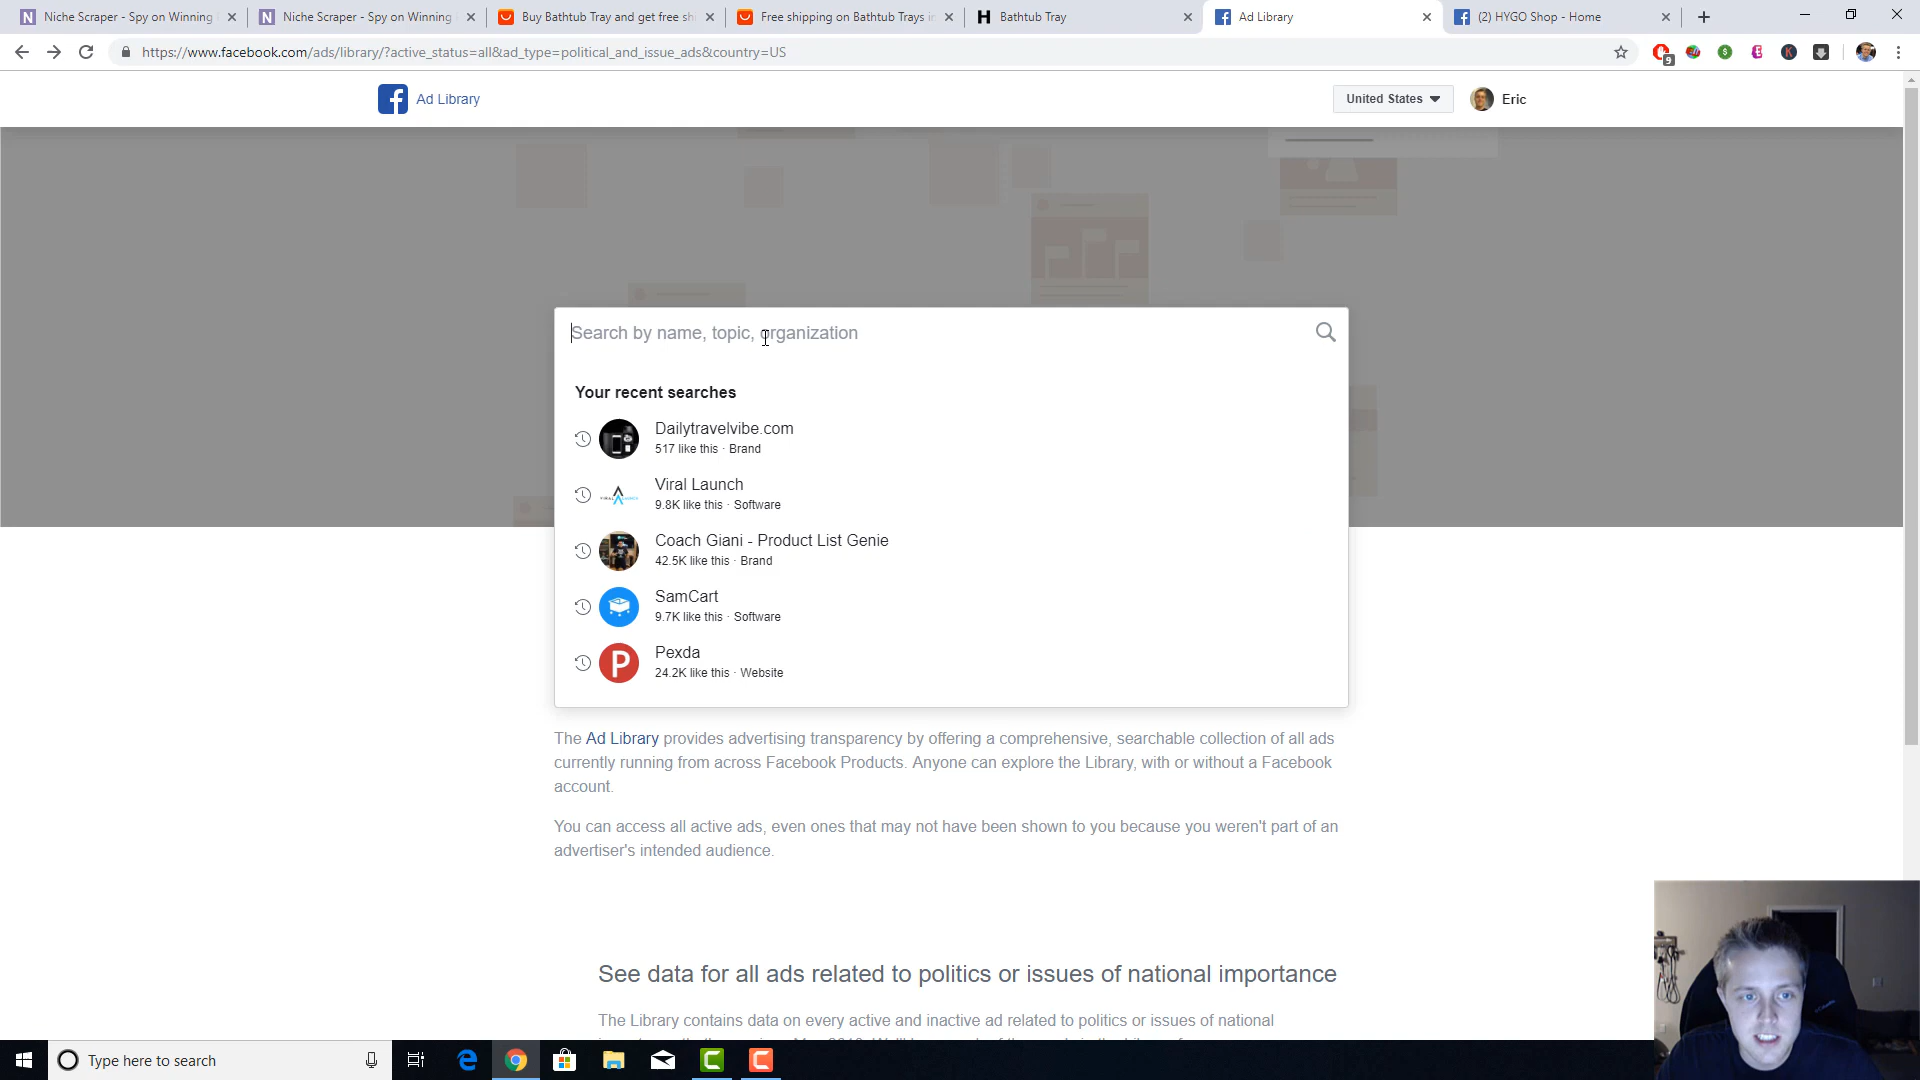 Niche Scraper - Spy on Winning
Niche Scraper - Spy on Winning
Buy Bathtub Tray and get free sh
Free shipping on Bathtub Trays in
Bathtub Tray
Ad Library
(2) HYGO Shop - Home
https://www.facebook.com/ads/library/?active_status=all&ad_type=political_and_issue_ads&country=US
9
Ad Library
United States
Eric
Search by name, topic, organization
Your recent searches
Dailytravelvibe.com
517 like this · Brand
Viral Launch
9.8K like this · Software
Coach Giani - Product List Genie
42.5K like this · Brand
SamCart
9.7K like this · Software
P
Pexda
24.2K like this · Website
The Ad Library provides advertising transparency by offering a comprehensive, searchable collection of all ads
currently running from across Facebook Products. Anyone can explore the Library, with or without a Facebook
account.
You can access all active ads, even ones that may not have been shown to you because you weren't part of an
advertiser's intended audience.
See data for all ads related to politics or issues of national importance
The Library contains data on every active and inactive ad related to politics or issues of national
Type here to search